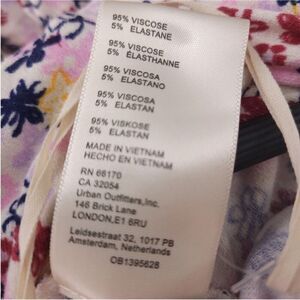 95% VISCOSE
5% ELASTANE
95% VISCOSE
5% ÉLASTHANNE
95% VISCOSA
5% ELASTANO
95% VISCOSA
5% ELASTAN
95% VISKOSE
5% ELASTAN
MADE IN VIETNAM
HECHO EN VIETNAM
RN 66170
CA 32054
Urban Outfitters,Inc.
146 Brick Lane
LONDON,E1 6RU
Leidsestraat 32, 1017 PB
Amsterdam, Netherlands
OB1395628